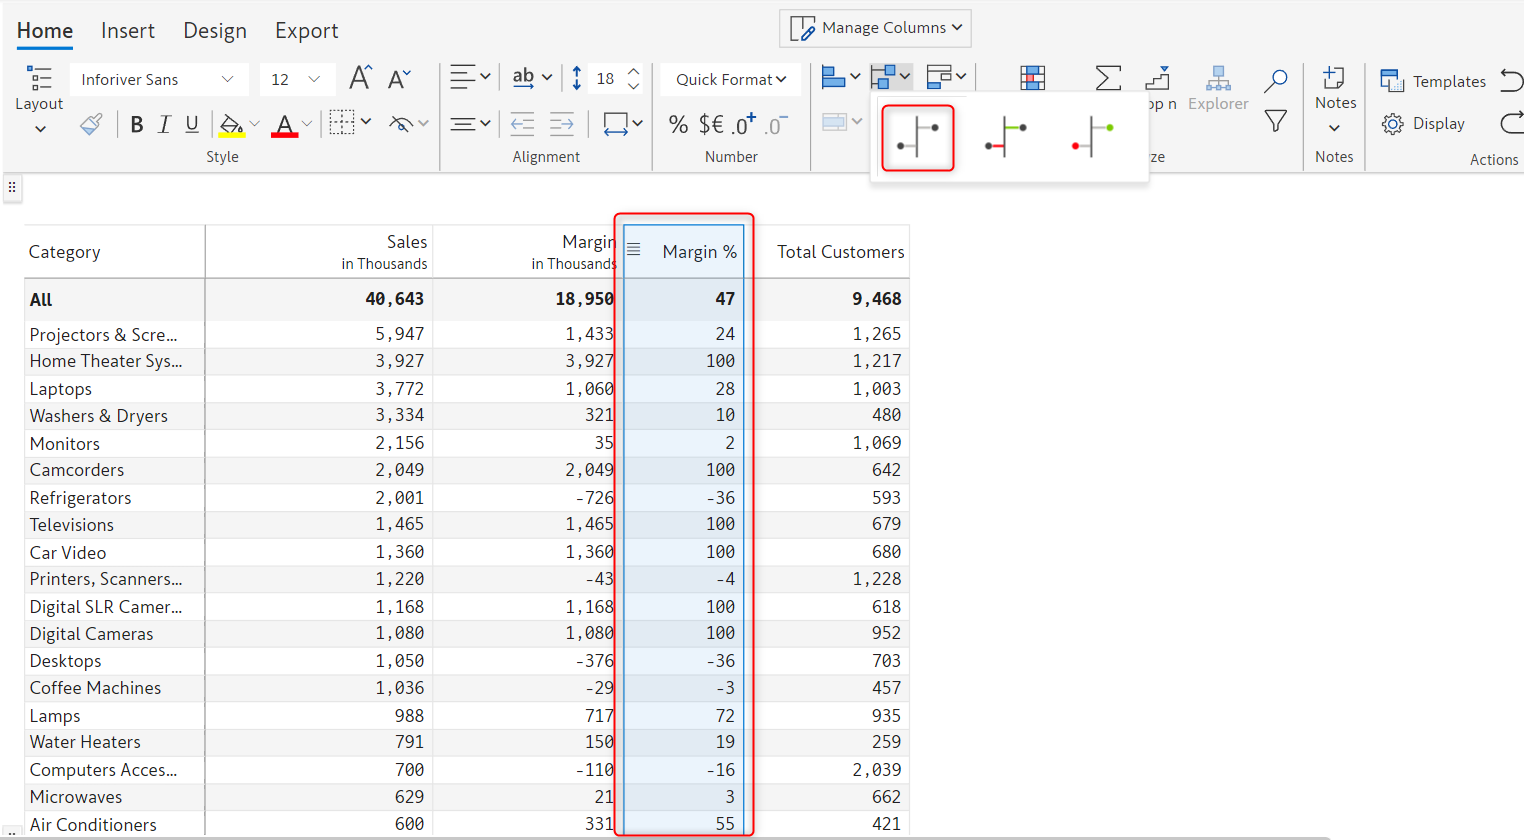 Home Insert Design Export Manage Columns
Inforiver Sans 12 A A ab 18 Quick Format Σ Templates
Layout op n Explorer Notes
B I U A % $€ .0 .0 Display
Style Alignment Number ze Notes Actions
Category Sales Margin Margin % Total Customers
in Thousands in Thousands
All 40,643 18,950 47 9,468
Projectors & Scre... 5,947 1,433 24 1,265
Home Theater Sys... 3,927 3,927 100 1,217
Laptops 3,772 1,060 28 1,003
Washers & Dryers 3,334 321 10 480
Monitors 2,156 35 2 1,069
Camcorders 2,049 2,049 100 642
Refrigerators 2,001 -726 -36 593
Televisions 1,465 1,465 100 679
Car Video 1,360 1,360 100 680
Printers, Scanners... 1,220 -43 -4 1,228
Digital SLR Camer... 1,168 1,168 100 618
Digital Cameras 1,080 1,080 100 952
Desktops 1,050 -376 -36 703
Coffee Machines 1,036 -29 -3 457
Lamps 988 717 72 935
Water Heaters 791 150 19 259
Computers Acces... 700 -110 -16 2,039
Microwaves 629 21 3 662
Air Conditioners 600 331 55 421